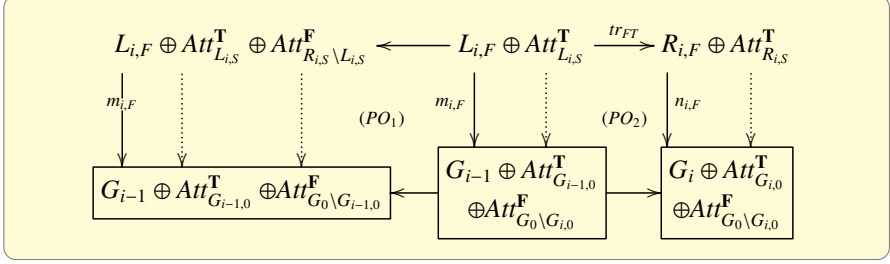 L_{i,F} ⊕ Att^T_{L_{i,S}} ⊕ Att^F_{R_{i,S}\L_{i,S}} L_{i,F} ⊕ Att^T_{L_{i,S}} tr_{FT} R_{i,F} ⊕ Att^T_{R_{i,S}}
m_{i,F} (PO_1) m_{i,F} (PO_2) n_{i,F}
G_{i−1} ⊕ Att^T_{G_{i−1,0}} ⊕Att^F_{G_0\G_{i−1,0}} G_{i−1} ⊕ Att^T_{G_{i−1,0}} G_i ⊕ Att^T_{G_{i,0}}
⊕Att^F_{G_0\G_{i,0}} ⊕Att^F_{G_0\G_{i,0}}